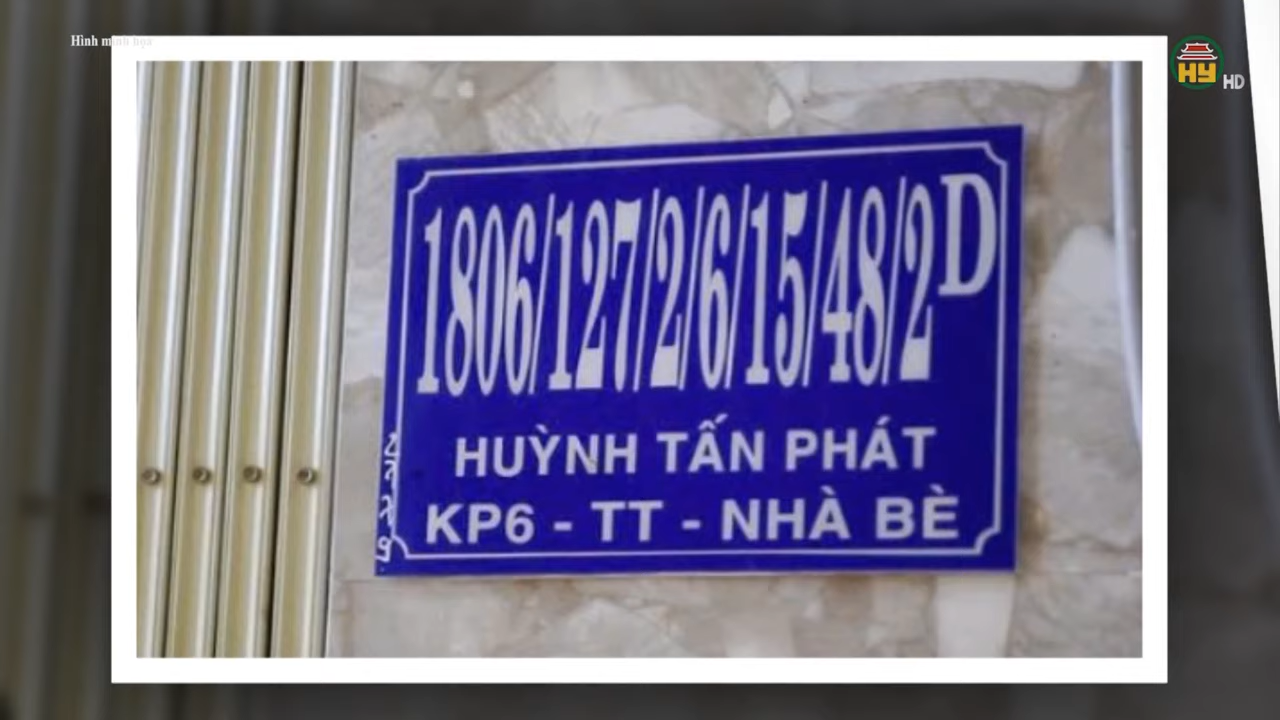 Hình minh họa
HY HD
1806/127/2/6/15/48/2D
HUỲNH TẤN PHÁT
KP6 - TT - NHÀ BÈ